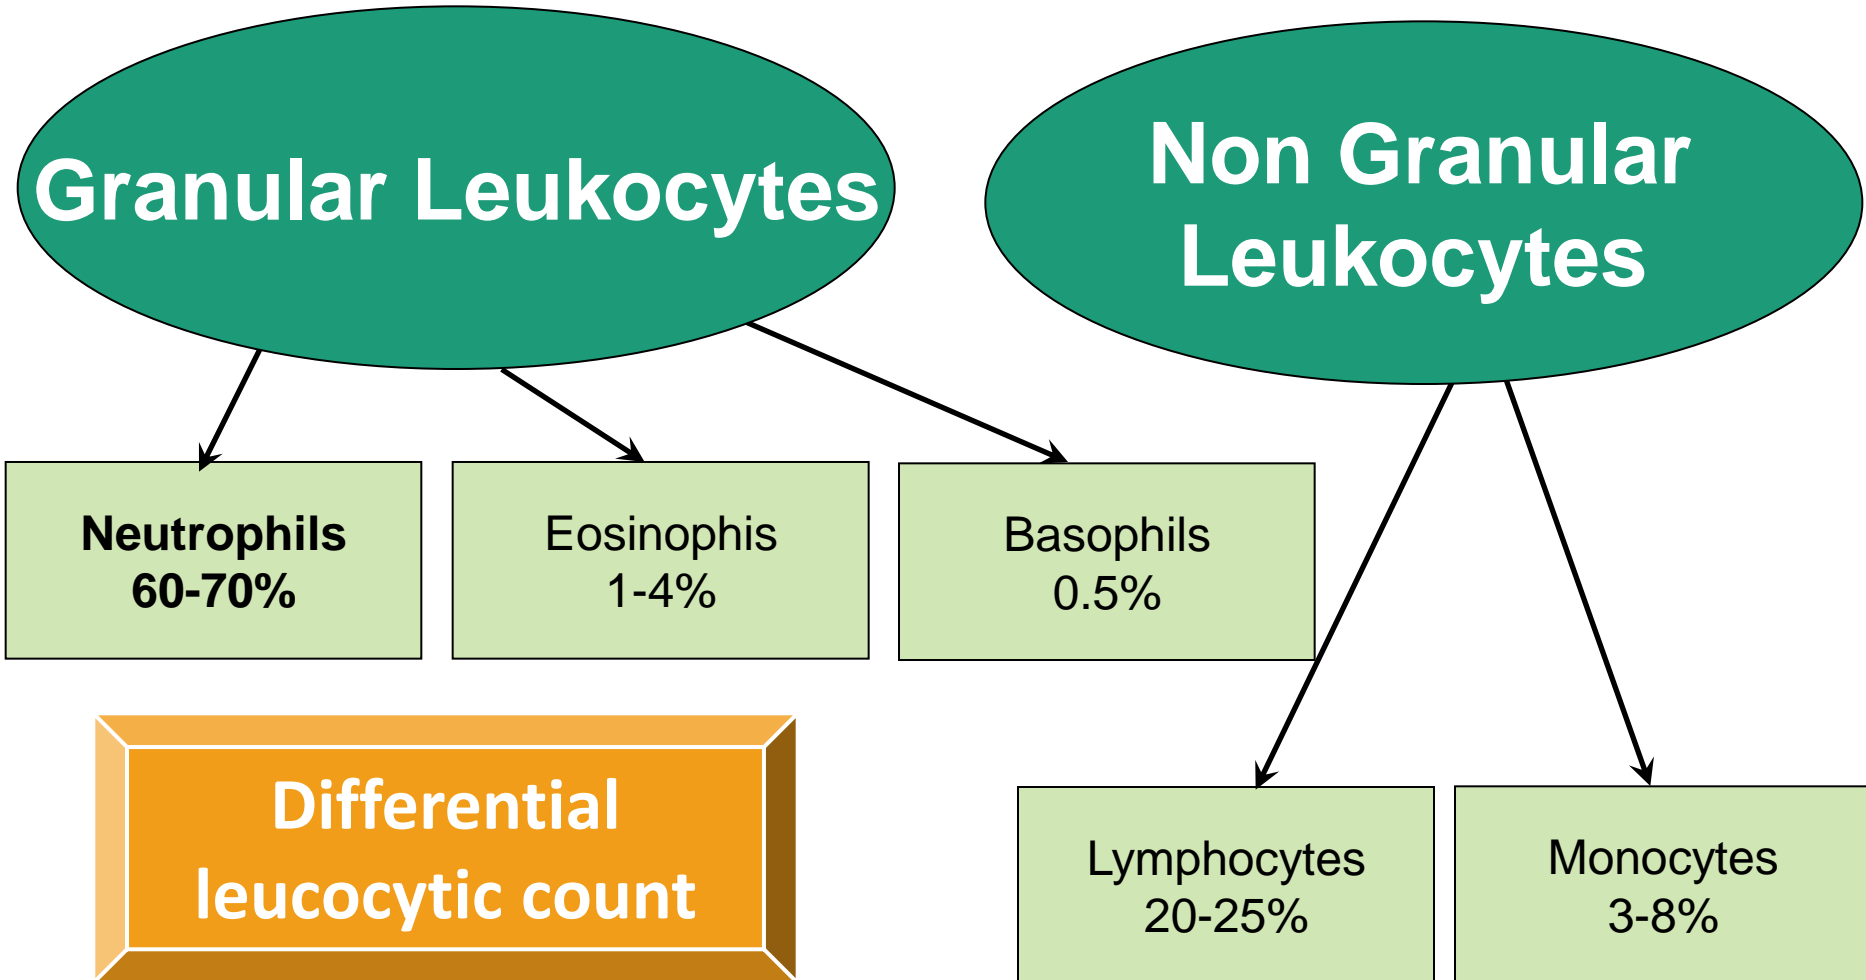 Granular Leukocytes
Non Granular
Leukocytes
Neutrophils
60-70%
Eosinophis
1-4%
Basophils
0.5%
Differential
leucocytic count
Lymphocytes
20-25%
Monocytes
3-8%